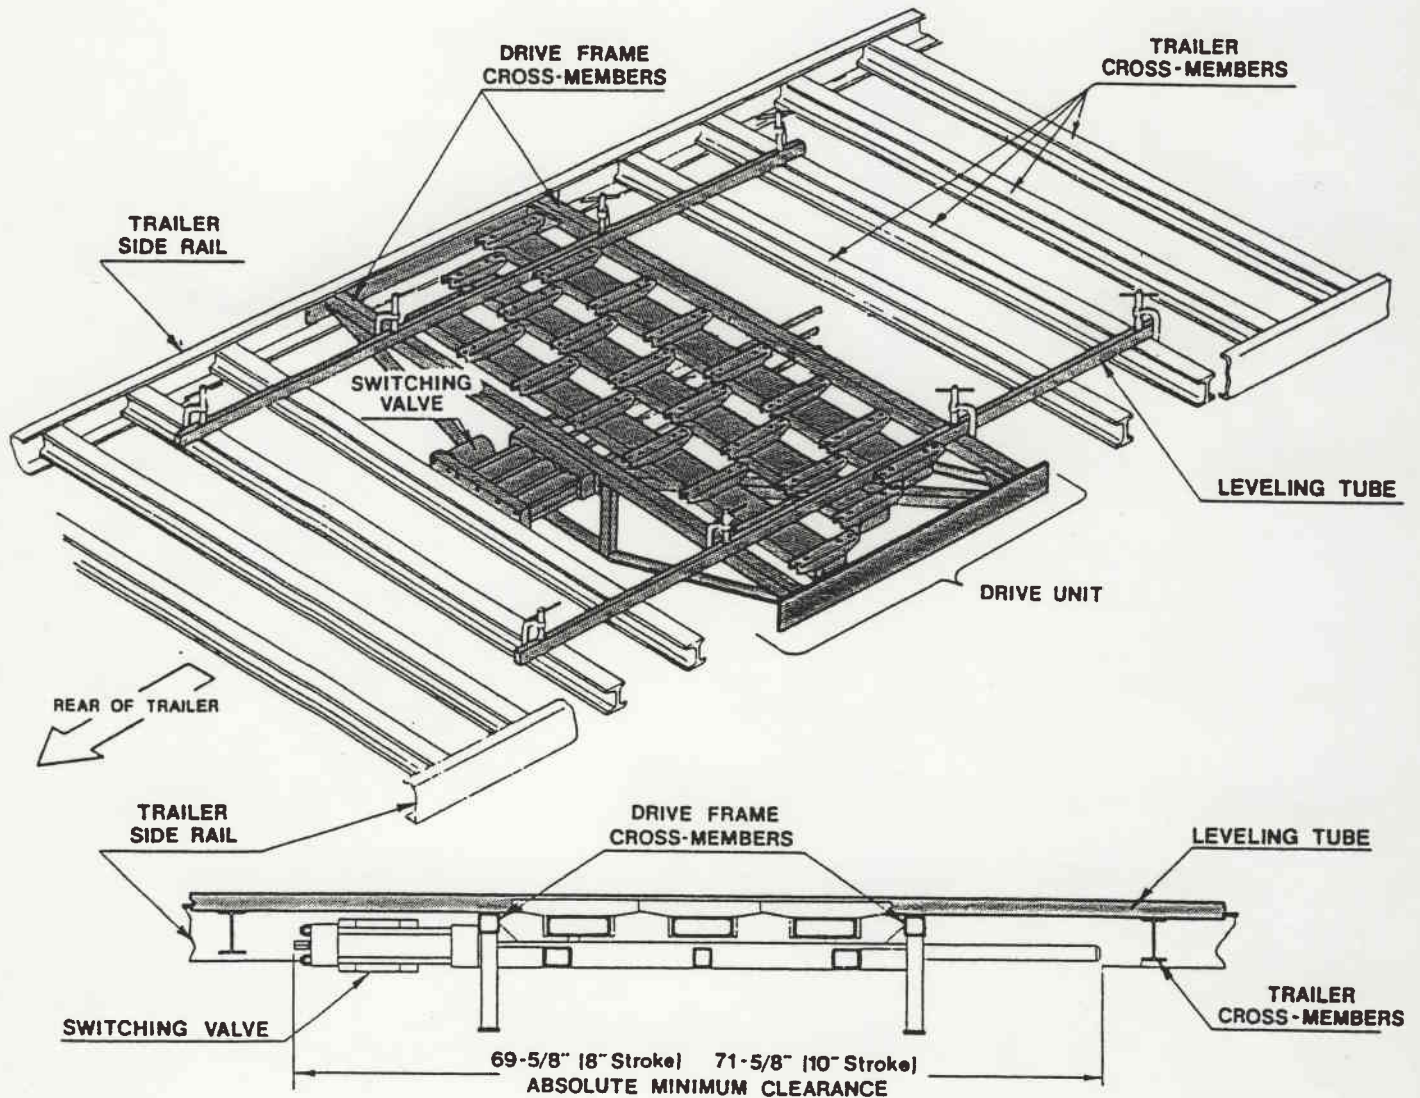 DRIVE FRAME
CROSS-MEMBERS
TRAILER
CROSS-MEMBERS
TRAILER
SIDE RAIL
SWITCHING
VALVE
LEVELING TUBE
DRIVE UNIT
REAR OF TRAILER
TRAILER
SIDE RAIL
DRIVE FRAME
CROSS-MEMBERS
LEVELING TUBE
SWITCHING VALVE
TRAILER
CROSS-MEMBERS
69-5/8" (8" Stroke) 71-5/8" (10" Stroke)
ABSOLUTE MINIMUM CLEARANCE